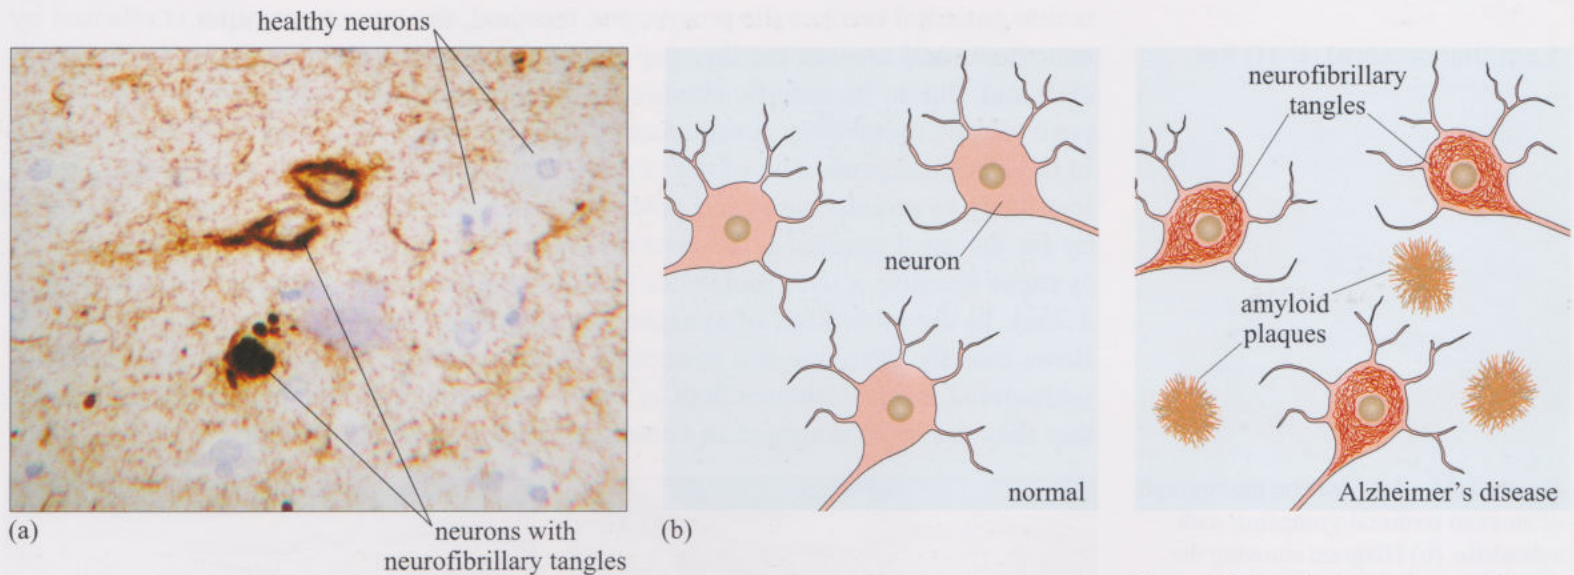 healthy neurons
(a)
neurons with
neurofibrillary tangles
(b)
neuron
normal
neurofibrillary
tangles
amyloid
plaques
Alzheimer's disease